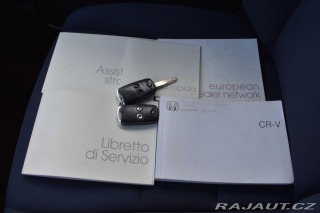 Assist
european
dealer network
CR-V
Libretto
di Servizio
RAJAUT.CZ